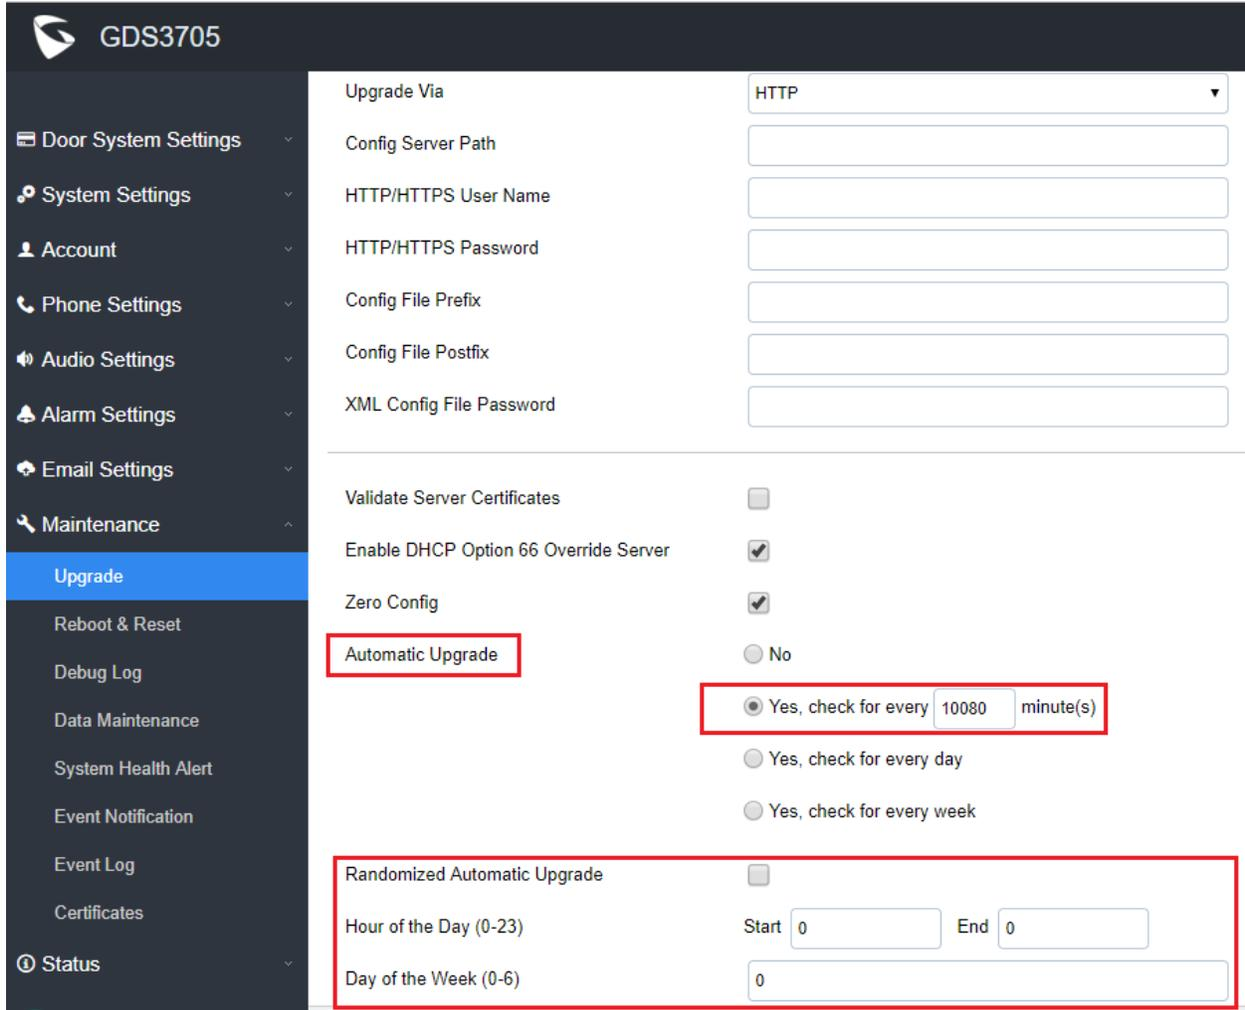 GDS3705
Door System Settings
System Settings
Account
Phone Settings
Audio Settings
Alarm Settings
Email Settings
Maintenance
Upgrade
Reboot & Reset
Debug Log
Data Maintenance
System Health Alert
Event Notification
Event Log
Certificates
Status
Upgrade Via HTTP
Config Server Path
HTTP/HTTPS User Name
HTTP/HTTPS Password
Config File Prefix
Config File Postfix
XML Config File Password
Validate Server Certificates
Enable DHCP Option 66 Override Server
Zero Config
Automatic Upgrade No
Yes, check for every 10080 minute(s)
Yes, check for every day
Yes, check for every week
Randomized Automatic Upgrade
Hour of the Day (0-23) Start 0 End 0
Day of the Week (0-6) 0